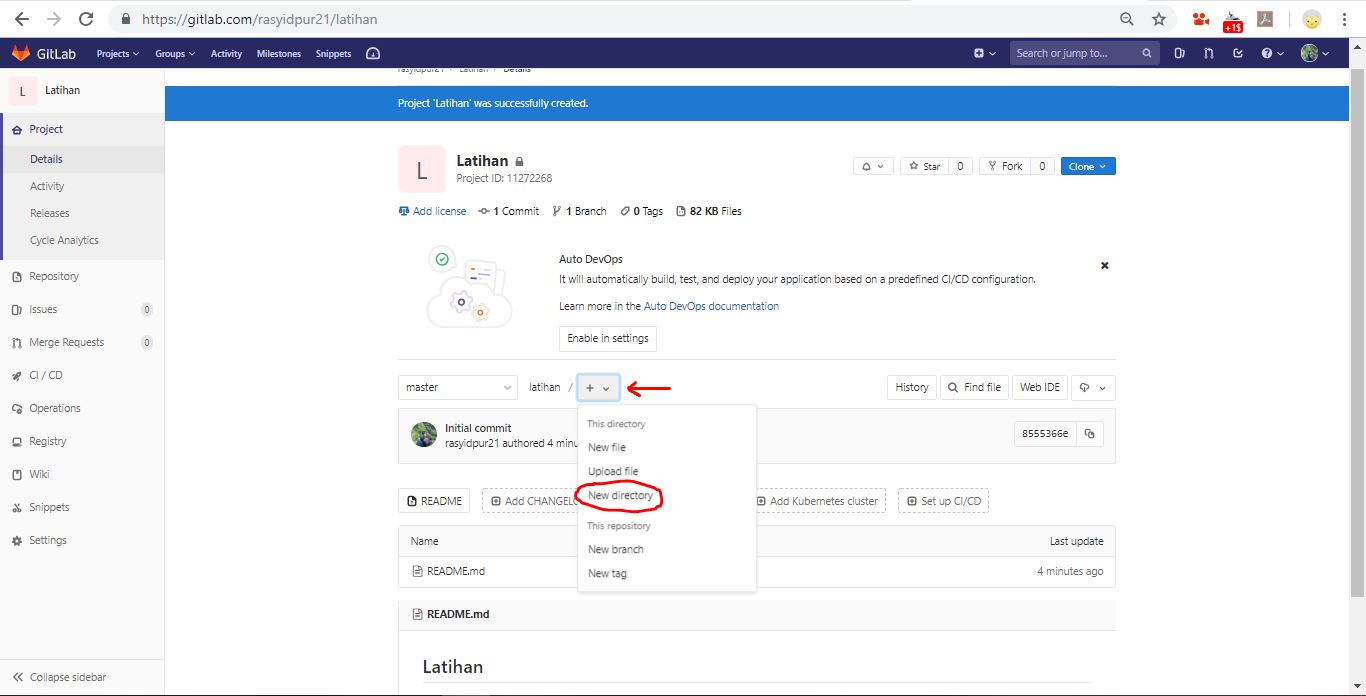 https://gitlab.com/rasyidpur21/latihan
+1$
GitLab Projects Groups Activity Milestones Snippets Search or jump to...
rasyidpur21 Latihan Details
L Latihan
Project 'Latihan' was successfully created.
Project
Details
Activity
Releases
Cycle Analytics
Repository
Issues 0
Merge Requests 0
CI / CD
Operations
Registry
Wiki
Snippets
Settings
Collapse sidebar
L
Latihan
Project ID: 11272268
Star 0 Fork 0 Clone
Add license 1 Commit 1 Branch 0 Tags 82 KB Files
Auto DevOps
It will automatically build, test, and deploy your application based on a predefined CI/CD configuration.
Learn more in the Auto DevOps documentation
Enable in settings
master latihan / + History Find file Web IDE
Initial commit
rasyidpur21 authored 4 minu
8555366e
This directory
New file
Upload file
New directory
This repository
New branch
New tag
README Add CHANGELO Add Kubernetes cluster Set up CI/CD
Name Last update
README.md 4 minutes ago
README.md
Latihan